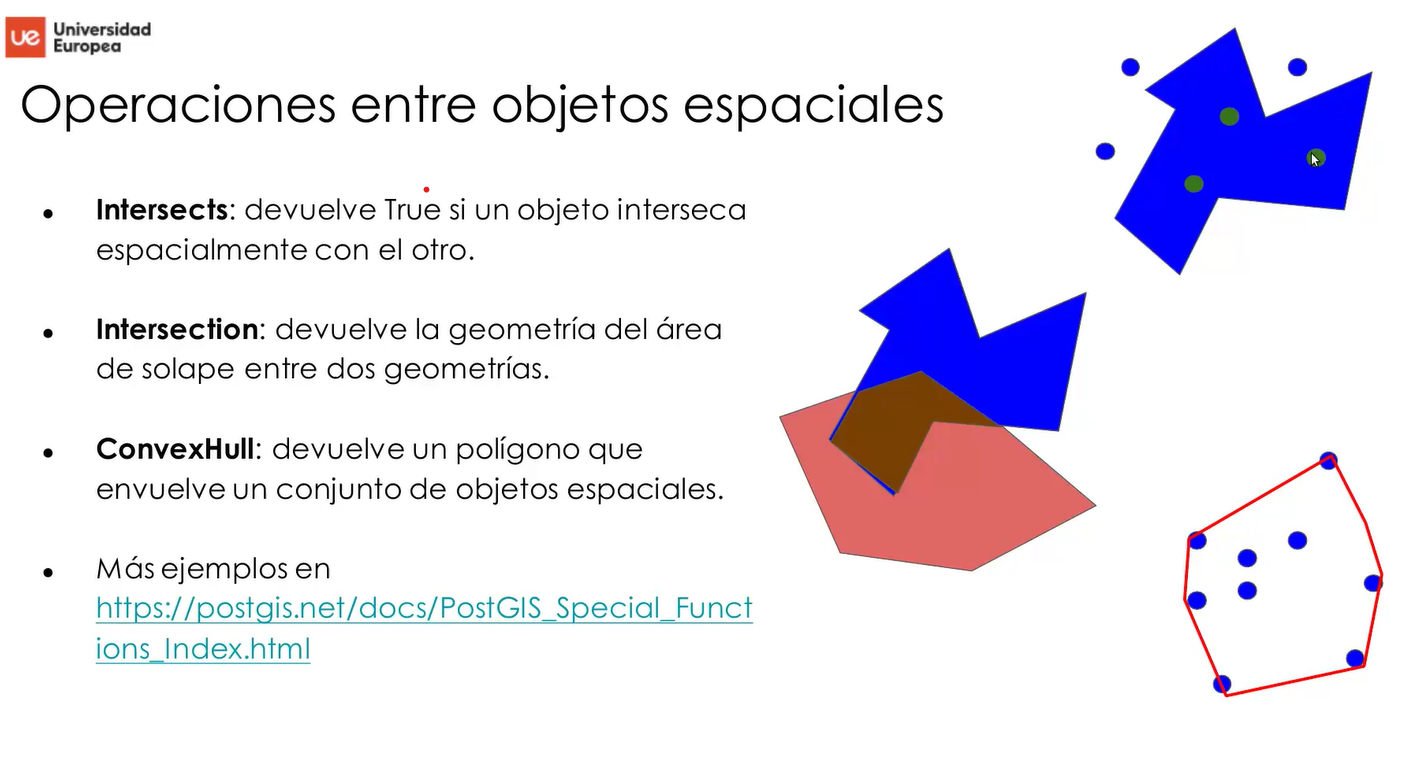 ue Universidad
Europea
Operaciones entre objetos espaciales
● Intersects: devuelve True si un objeto interseca
espacialmente con el otro.
● Intersection: devuelve la geometría del área
de solape entre dos geometrías.
● ConvexHull: devuelve un polígono que
envuelve un conjunto de objetos espaciales.
● Más ejemplos en
https://postgis.net/docs/PostGIS_Special_Funct
ions_Index.html